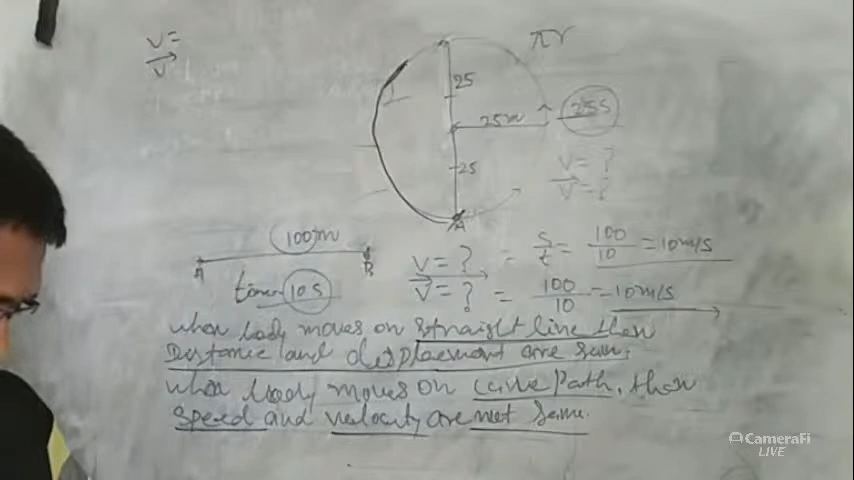 v=
v
πr
25
25m
25s
v= ?
v = ?
25
A
100m
A B
time 10s
v = ? = s/t = 100/10 = 10m/s
v = ? = 100/10 = 10m/s
when body moves on straight line then
Distance and are same.
when body moves on Path, then
speed and velocity are not same.
CameraFi
LIVE